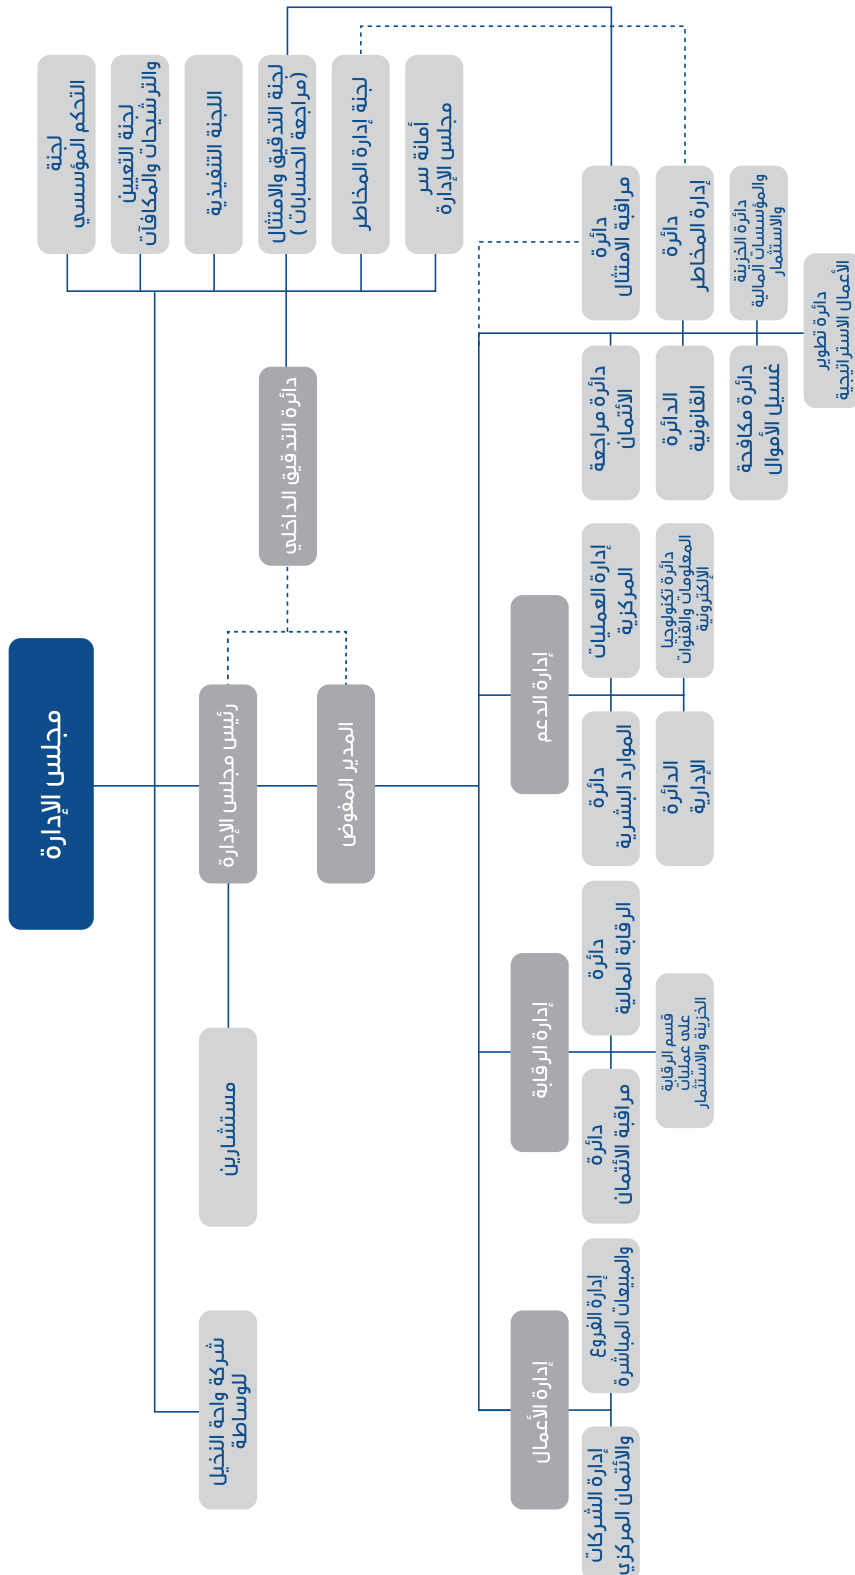 مجلس الإدارة
لجنة
التحكم المؤسسي
لجنة التعيين
والترشيحات والمكافآت
اللجنة التنفيذية
لجنة التدقيق والامتثال
(مراجعة الحسابات )
لجنة إدارة المخاطر
أمانة سر
مجلس الإدارة
دائرة التدقيق الداخلي
رئيس مجلس الإدارة
المدير المفوض
مستشارين
شركة واحة النخيل
للوساطة
دائرة
مراقبة الامتثال
دائرة
إدارة المخاطر
دائرة الخزينة
والمؤسسات المالية
والاستثمار
دائرة تطوير
الأعمال الاستراتيجية
دائرة مراجعة
الائتمان
الدائرة
القانونية
دائرة مكافحة
غسيل الأموال
إدارة الدعم
إدارة العمليات
المركزية
دائرة تكنولوجيا
المعلومات والقنوات
الإلكترونية
دائرة
الموارد البشرية
الدائرة
الإدارية
إدارة الرقابة
دائرة
الرقابة المالية
دائرة
مراقبة الائتمان
قسم الرقابة
على عمليات
الخزينة والاستثمار
إدارة الأعمال
إدارة الفروع
والمبيعات المباشرة
إدارة الشركات
والائتمان المركزي